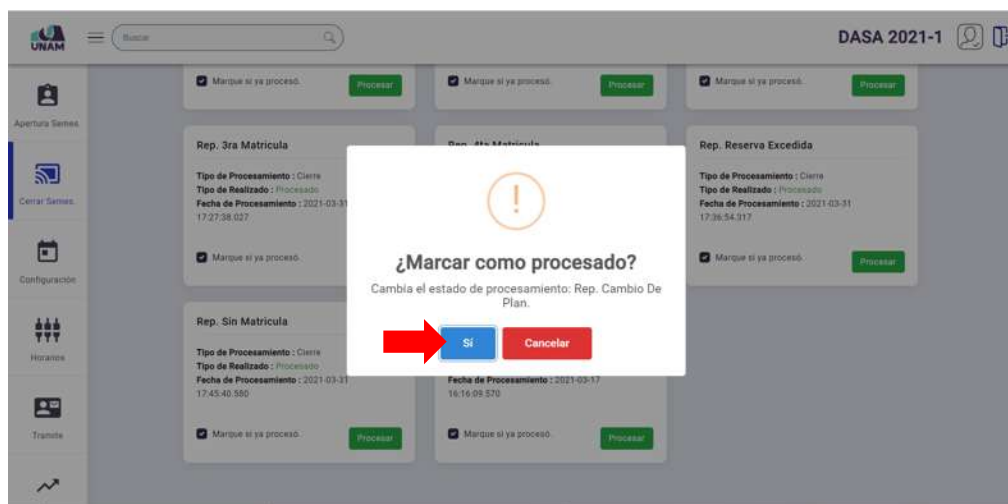 UNAM
Buscar
DASA 2021-1
Apertura Semes.
Cerrar Semes.
Configuración
Horarios
Tramite
Marque si ya procesó.
Procesar
Marque si ya procesó.
Procesar
Marque si ya procesó.
Procesar
Rep. 3ra Matricula
Tipo de Procesamiento : Cierre
Tipo de Realizado : Procesado
Fecha de Procesamiento : 2021-03-31
17:27:38.027
Marque si ya procesó.
Rep. 4ta Matricula
Rep. Reserva Excedida
Tipo de Procesamiento : Cierre
Tipo de Realizado : Procesado
Fecha de Procesamiento : 2021-03-31
17:36:54.317
Marque si ya procesó.
Procesar
!
¿Marcar como procesado?
Cambia el estado de procesamiento: Rep. Cambio De
Plan.
Sí
Cancelar
Rep. Sin Matricula
Tipo de Procesamiento : Cierre
Tipo de Realizado : Procesado
Fecha de Procesamiento : 2021-03-31
17:45:40.580
Marque si ya procesó.
Procesar
Fecha de Procesamiento : 2021-03-17
16:16:09.570
Marque si ya procesó.
Procesar